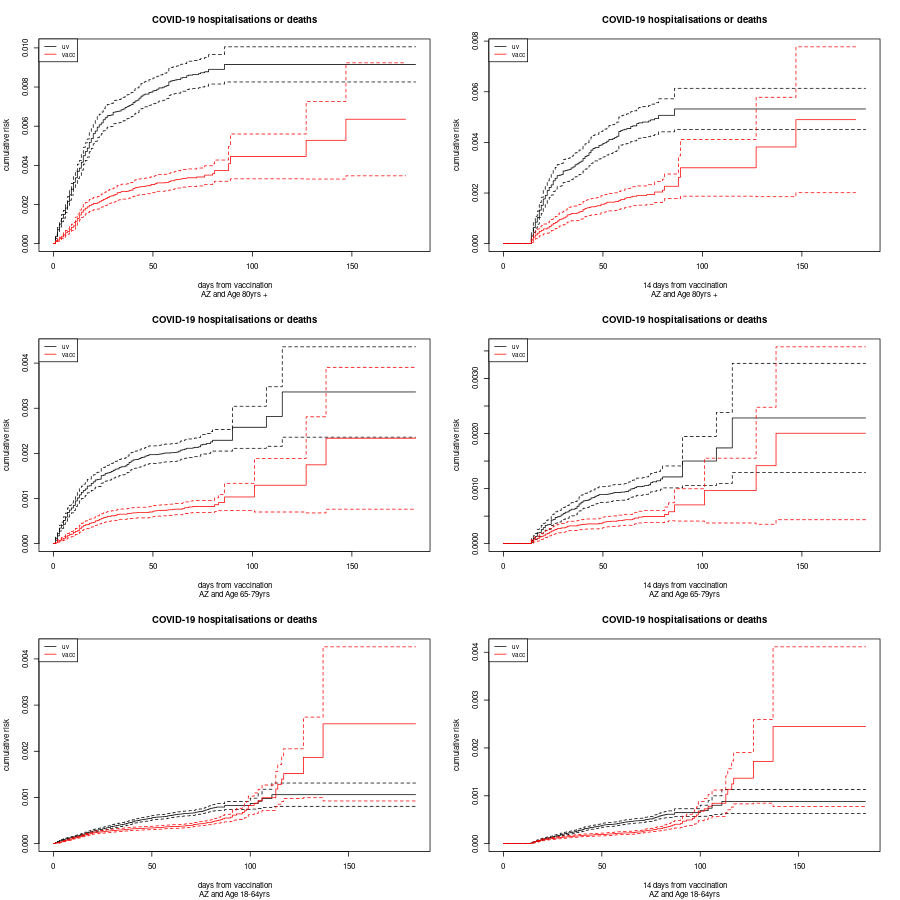 COVID-19 hospitalisations or deaths
uv
vacc
cumulative risk
0.000
0.002
0.004
0.006
0.008
0.010
0 50 100 150
days from vaccination
AZ and Age 80yrs +
COVID-19 hospitalisations or deaths
uv
vacc
cumulative risk
0.000
0.002
0.004
0.006
0.008
0 50 100 150
14 days from vaccination
AZ and Age 80yrs +
COVID-19 hospitalisations or deaths
uv
vacc
cumulative risk
0.000
0.001
0.002
0.003
0.004
0 50 100 150
days from vaccination
AZ and Age 65-79yrs
COVID-19 hospitalisations or deaths
uv
vacc
cumulative risk
0.0000
0.0010
0.0020
0.0030
0 50 100 150
14 days from vaccination
AZ and Age 65-79yrs
COVID-19 hospitalisations or deaths
uv
vacc
cumulative risk
0.000
0.001
0.002
0.003
0.004
0 50 100 150
days from vaccination
AZ and Age 18-64yrs
COVID-19 hospitalisations or deaths
uv
vacc
cumulative risk
0.000
0.001
0.002
0.003
0.004
0 50 100 150
14 days from vaccination
AZ and Age 18-64yrs